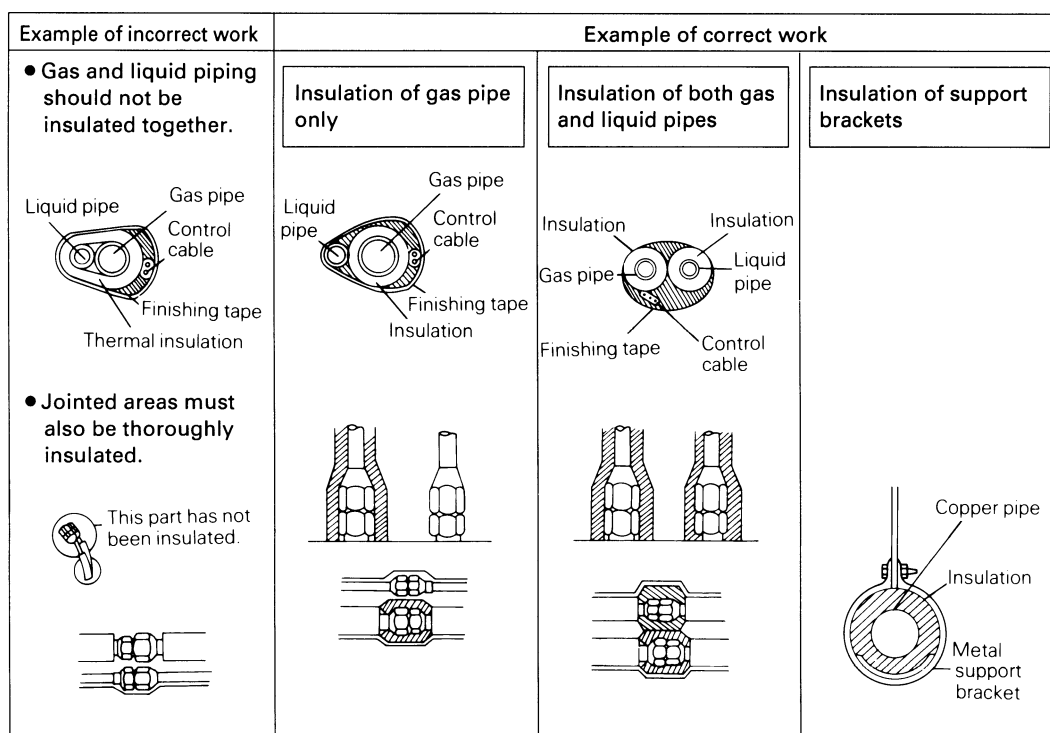 Example of incorrect work
Example of correct work
● Gas and liquid piping
should not be
insulated together.
Liquid pipe
Gas pipe
Control
cable
Finishing tape
Thermal insulation
● Jointed areas must
also be thoroughly
insulated.
This part has not
been insulated.
Insulation of gas pipe
only
Gas pipe
Liquid
pipe
Control
cable
Finishing tape
Insulation
Insulation of both gas
and liquid pipes
Insulation
Insulation
Gas pipe
Liquid
pipe
Finishing tape
Control
cable
Insulation of support
brackets
Copper pipe
Insulation
Metal
support
bracket